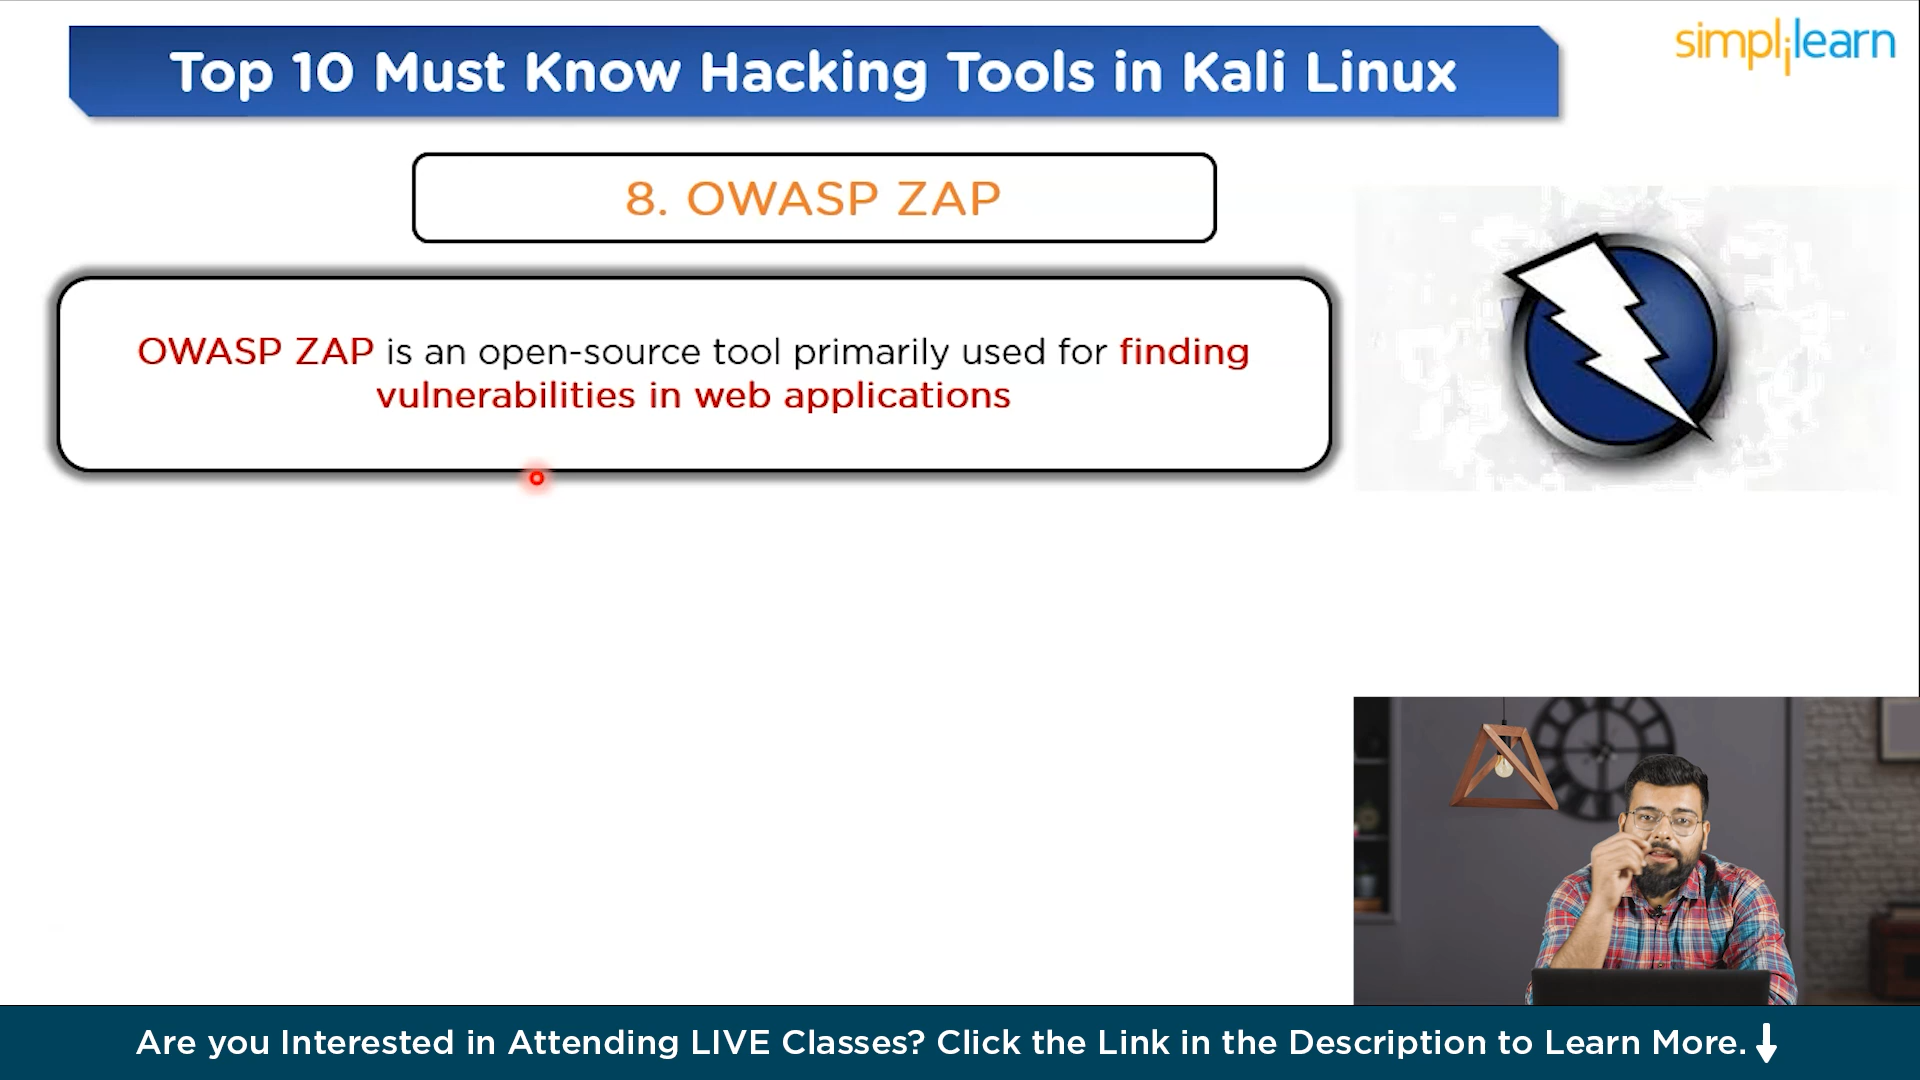 Top 10 Must Know Hacking Tools in Kali Linux
simplilearn
8. OWASP ZAP
OWASP ZAP is an open-source tool primarily used for finding
vulnerabilities in web applications
Are you Interested in Attending LIVE Classes? Click the Link in the Description to Learn More.